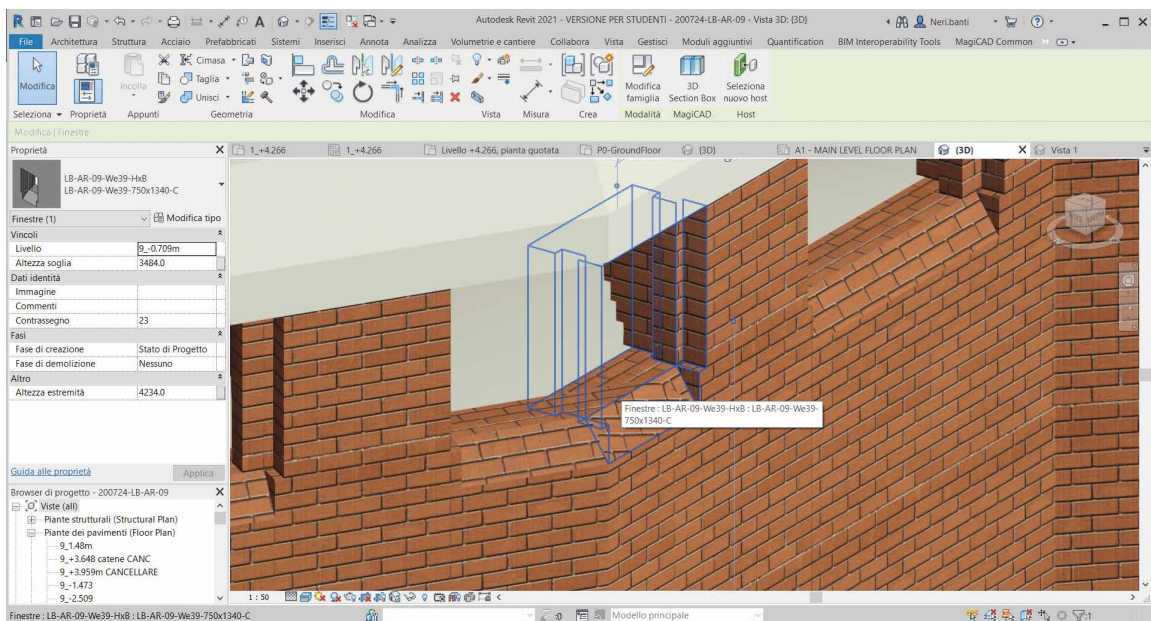 Autodesk Revit 2021 - VERSIONE PER STUDENTI - 200724-LB-AR-09 - Vista 3D: {3D}
Neri.banti
File Architettura Struttura Acciaio Prefabbricati Sistemi Inserisci Annota Analizza Volumetrie e cantiere Collabora Vista Gestisci Moduli aggiuntivi Quantification BIM Interoperability Tools MagiCAD Common
Modifica
Incolla
Cimasa
Taglia
Unisci
Modifica famiglia
3D Section Box
Seleziona nuovo host
Seleziona Proprietà Appunti Geometria Modifica Vista Misura Crea Modalità MagiCAD Host
Modifica | Finestre
Proprietà
1_+4.266 1_+4.266 Livello +4.266, pianta quotata P0-GroundFloor {3D} A1 - MAIN LEVEL FLOOR PLAN {3D} Vista 1
LB-AR-09-We39-HxB
LB-AR-09-We39-750x1340-C
Finestre (1) Modifica tipo
Vincoli
Livello 9_-0.709m
Altezza soglia 3484.0
Dati identità
Immagine
Commenti
Contrassegno 23
Fasi
Fase di creazione Stato di Progetto
Fase di demolizione Nessuno
Altro
Altezza estremità 4234.0
Finestre : LB-AR-09-We39-HxB : LB-AR-09-We39-
750x1340-C
Guida alle proprietà Applica
Browser di progetto - 200724-LB-AR-09
Viste (all)
Piante strutturali (Structural Plan)
Piante dei pavimenti (Floor Plan)
9_1.48m
9_+3.648 catene CANC
9_+3.959m CANCELLARE
9_-1.473
9_-2.509
1 : 50
Finestre : LB-AR-09-We39-HxB : LB-AR-09-We39-750x1340-C
:0 Modello principale :1